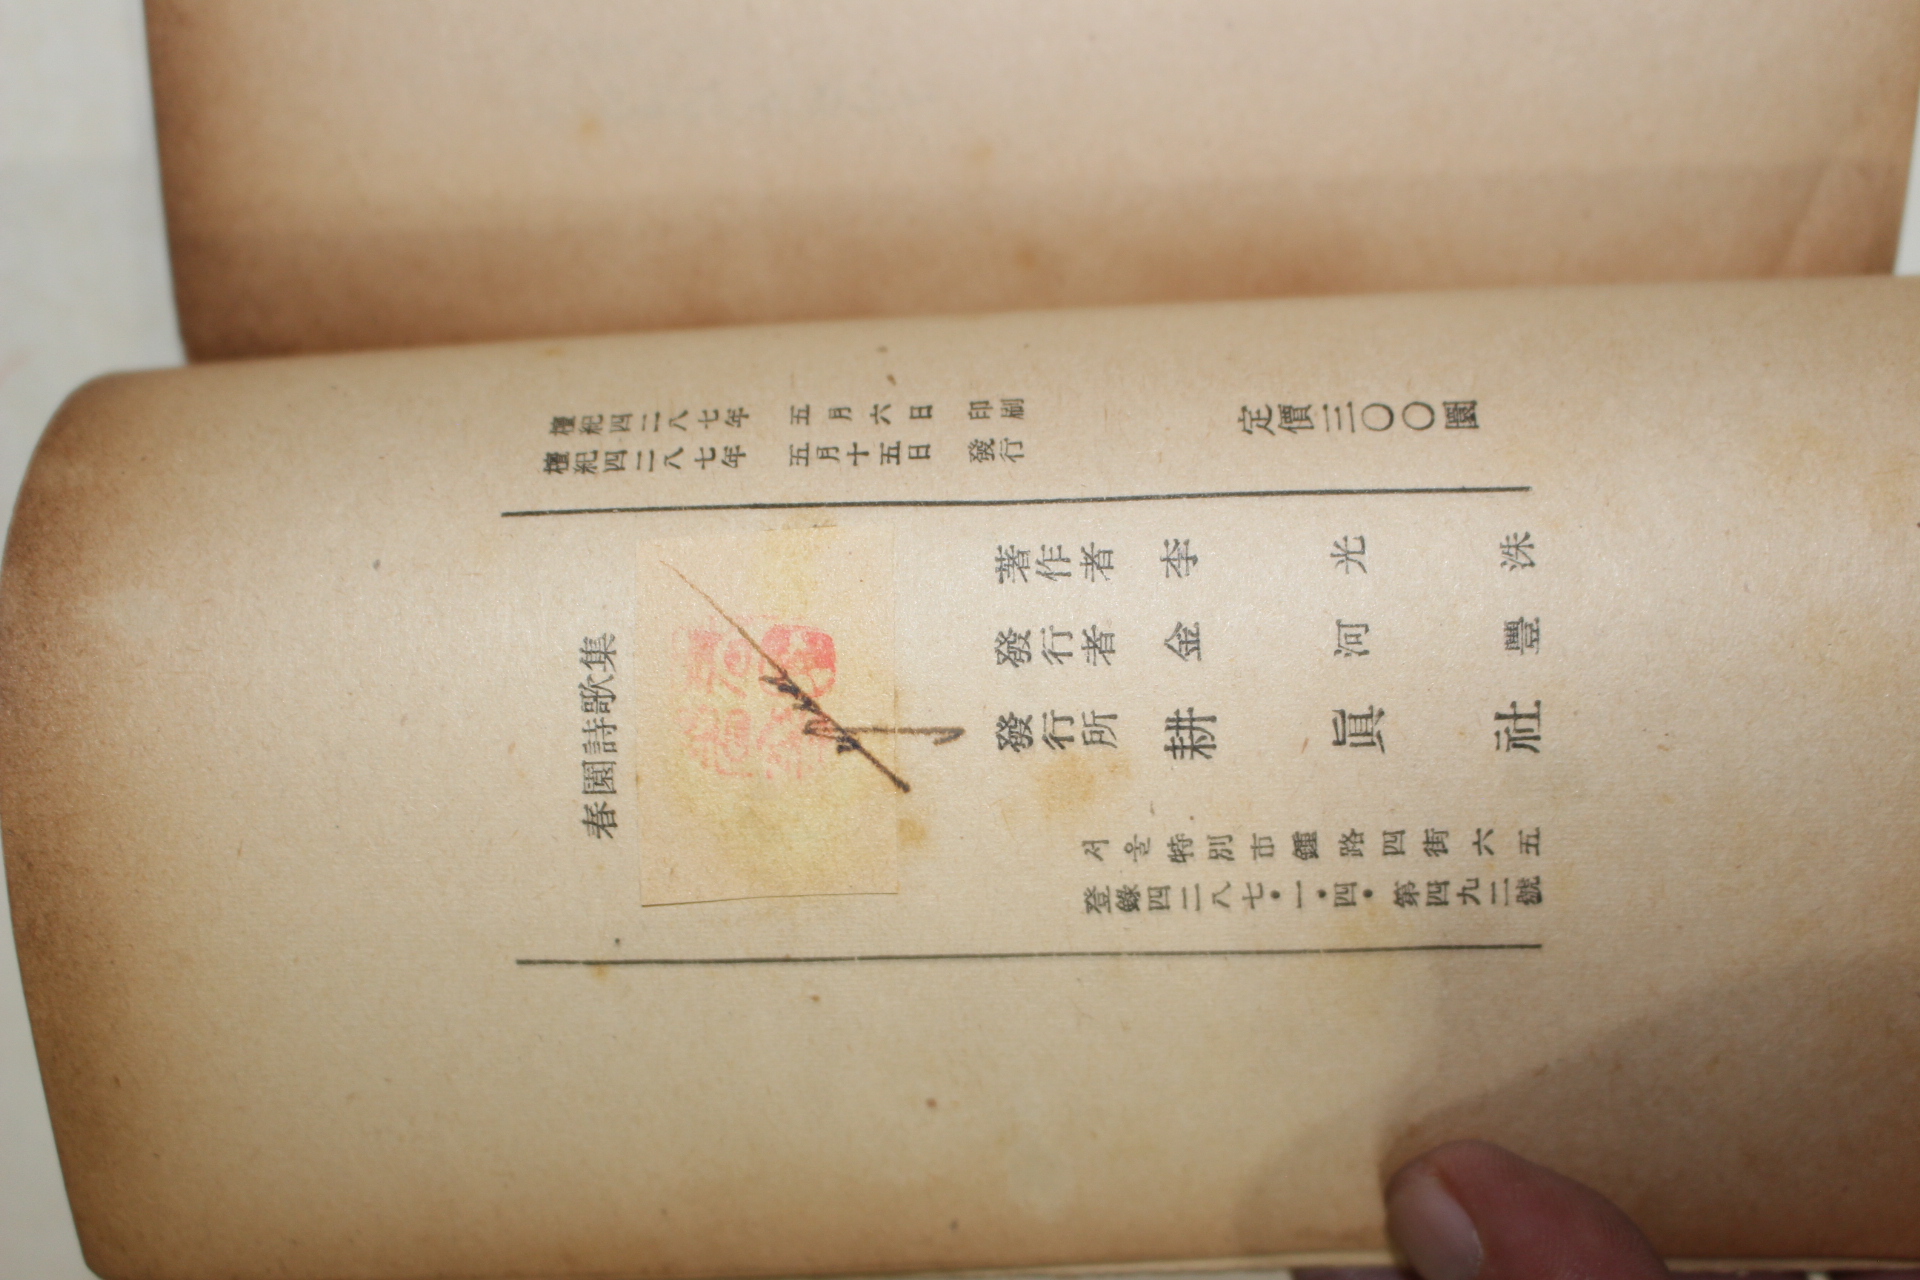 檀紀四二八七年 五月六日 印刷
檀紀四二八七年 五月十五日 發行
定價三〇〇圜
春園詩歌集
著作者 李光洙
發行者 金河豐
發行所 耕眞社
서울特別市鍾路四街六五
登錄四二八七·一·四·第四九二號